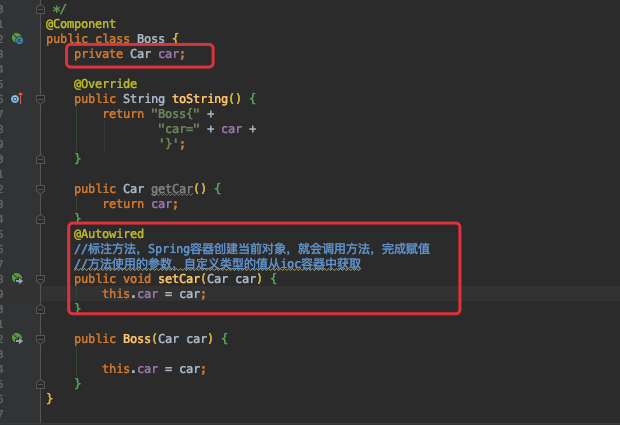 */
@Component
public class Boss {
private Car car;
@Override
public String toString() {
return "Boss{" +
"car=" + car +
'}';
}
public Car getCar() {
return car;
}
@Autowired
//标注方法，Spring容器创建当前对象，就会调用方法，完成赋值
//方法使用的参数，自定义类型的值从ioc容器中获取
public void setCar(Car car) {
this.car = car;
}
public Boss(Car car) {
this.car = car;
}
}